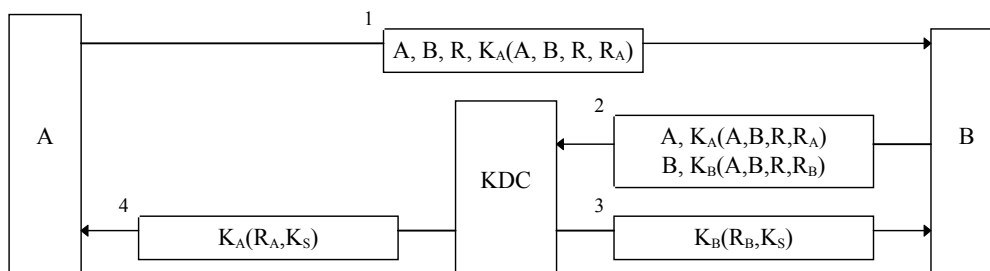 1
A, B, R, K_A(A, B, R, R_A)
2
A
A, K_A(A,B,R,R_A)
B, K_B(A,B,R,R_B)
B
KDC
4
3
K_A(R_A,K_S)
K_B(R_B,K_S)